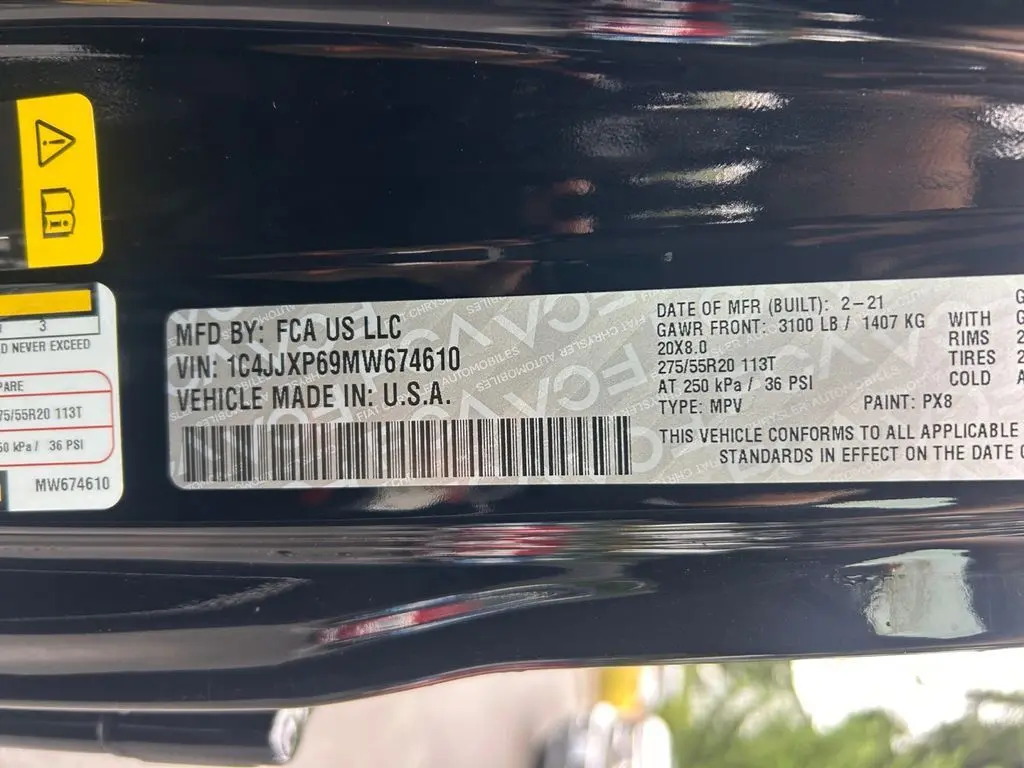 3
D NEVER EXCEED
PARE
75/55R20 113T
50 kPa / 36 PSI
MW674610
MFD BY: FCA US LLC
VIN: 1C4JJXP69MW674610
VEHICLE MADE IN: U.S.A.
DATE OF MFR (BUILT): 2-21
GAWR FRONT: 3100 LB / 1407 KG WITH
20X8.0 RIMS
275/55R20 113T TIRES
AT 250 kPa / 36 PSI COLD
TYPE: MPV PAINT: PX8
THIS VEHICLE CONFORMS TO ALL APPLICABLE
STANDARDS IN EFFECT ON THE DATE